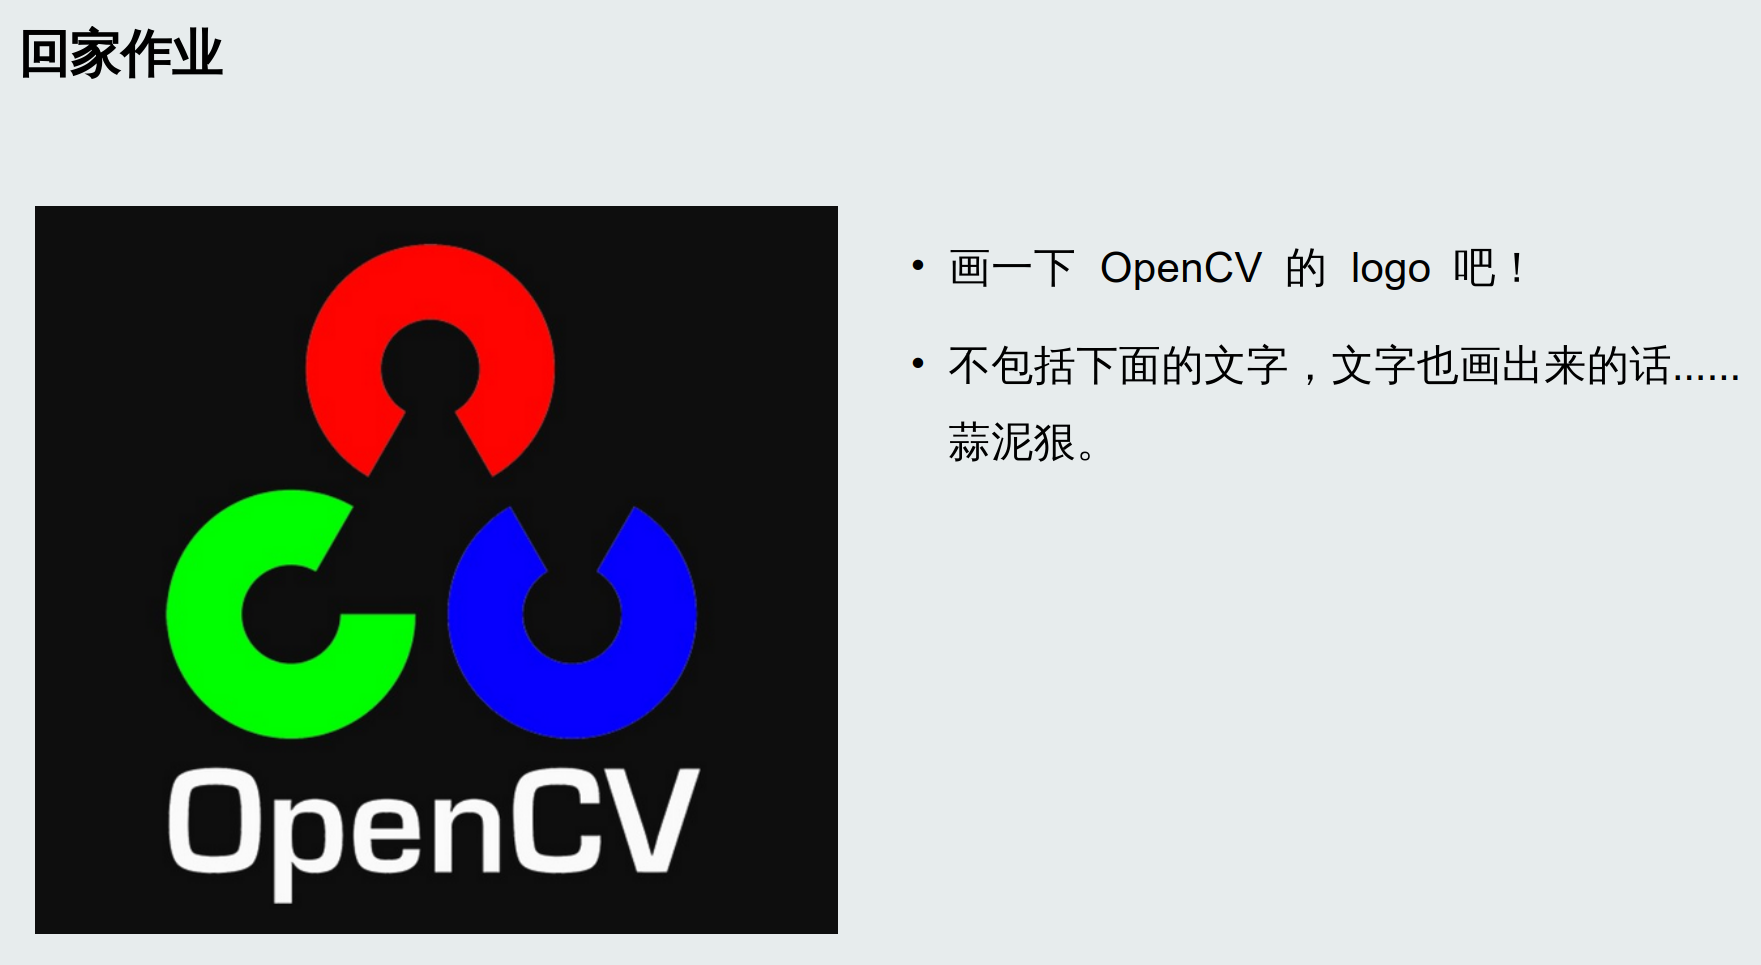 回家作业
• 画一下 OpenCV 的 logo 吧！
• 不包括下面的文字，文字也画出来的话......
蒜泥狠。
OpenCV